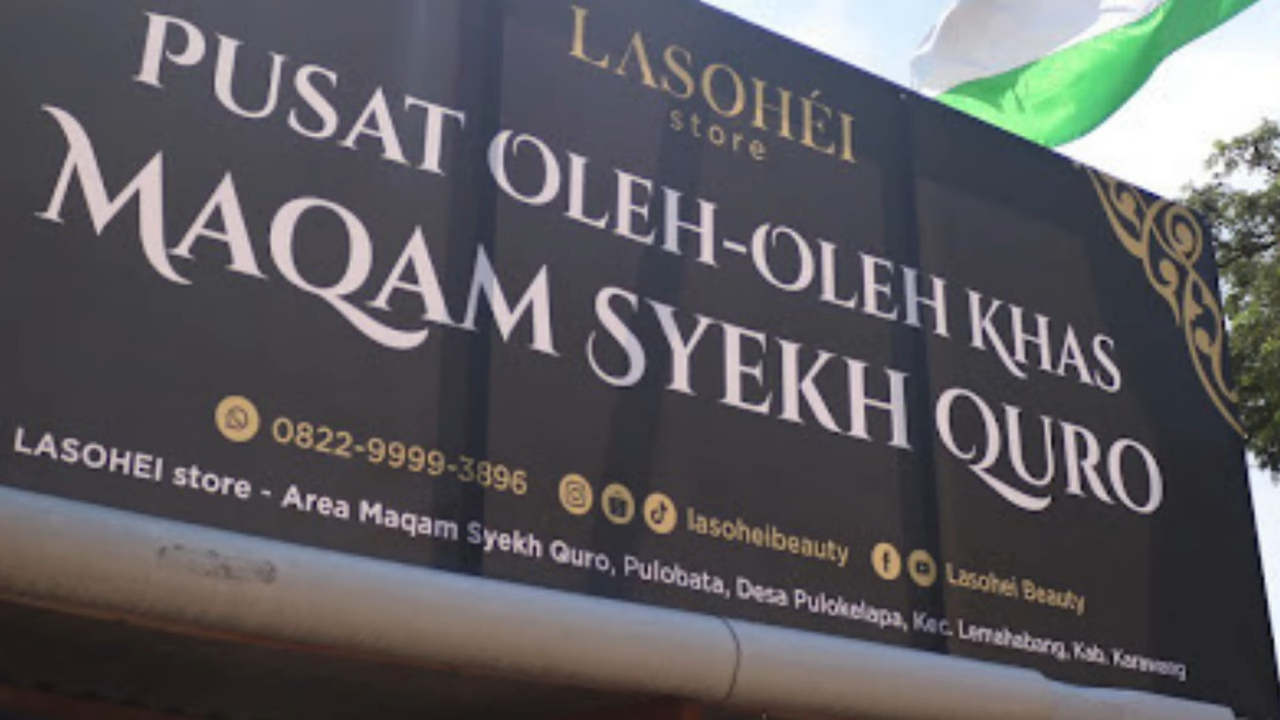 LASOHÉI
store
PUSAT OLEH-OLEH KHAS
MAQAM SYEKH QURO
0822-9999-3896 lasoheibeauty Lasohei Beauty
LASOHEI store - Area Maqam Syekh Quro, Pulobata, Desa Pulokelapa, Kec. Lemahabang, Kab. Karawang